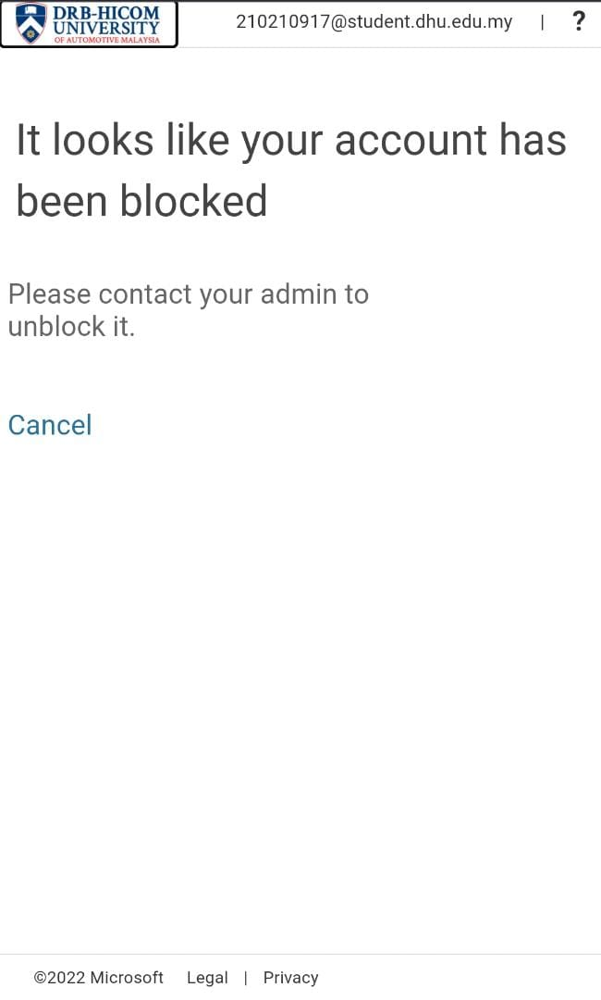 DRB-HICOM
UNIVERSITY
OF AUTOMOTIVE MALAYSIA
210210917@student.dhu.edu.my | ?
It looks like your account has
been blocked
Please contact your admin to
unblock it.
Cancel
©2022 Microsoft Legal | Privacy